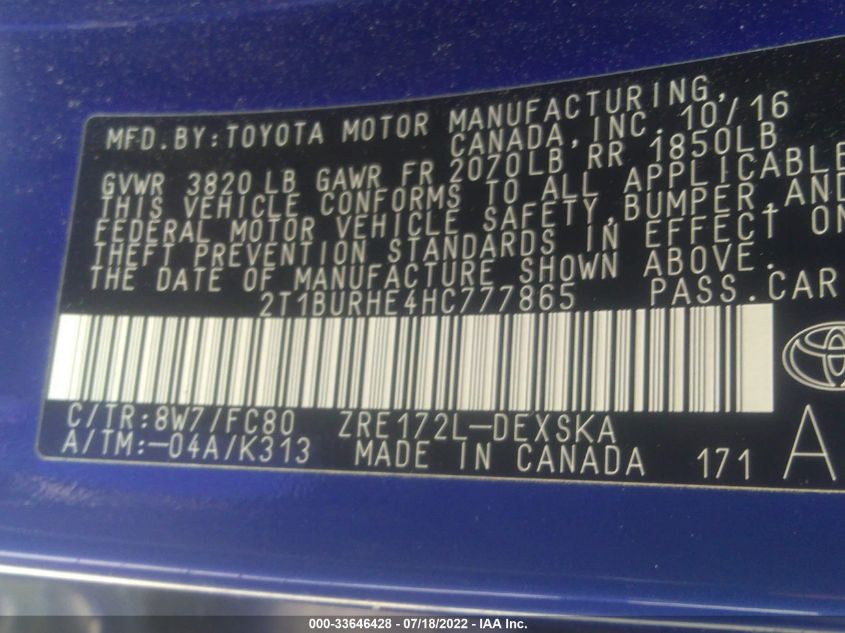 MFD.BY:TOYOTA MOTOR MANUFACTURING,
CANADA,INC. 10/16
GVWR 3820 LB GAWR FR 2070LB RR 1850LB
THIS VEHICLE CONFORMS TO ALL APPLICABLE
FEDERAL MOTOR VEHICLE SAFETY,BUMPER,AND
THEFT PREVENTION STANDARDS IN EFFECT ON
THE DATE OF MANUFACTURE SHOWN ABOVE.
2T1BURHE4HC777865 PASS.CAR
C/TR:8W7/FC80 ZRE172L-DEXSKA
A/TM:-04A/K313 MADE IN CANADA 171 A
000-33646428 - 07/18/2022 - IAA Inc.